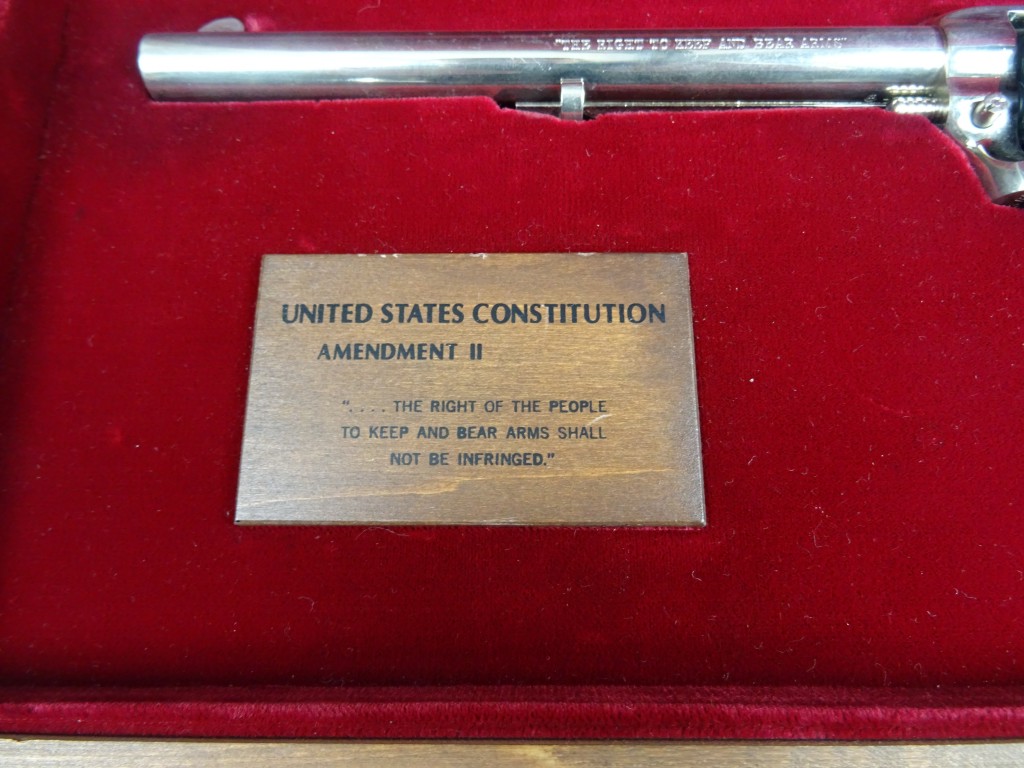 "THE RIGHT TO KEEP AND BEAR ARMS"
UNITED STATES CONSTITUTION
AMENDMENT II
". . . . THE RIGHT OF THE PEOPLE
TO KEEP AND BEAR ARMS SHALL
NOT BE INFRINGED."